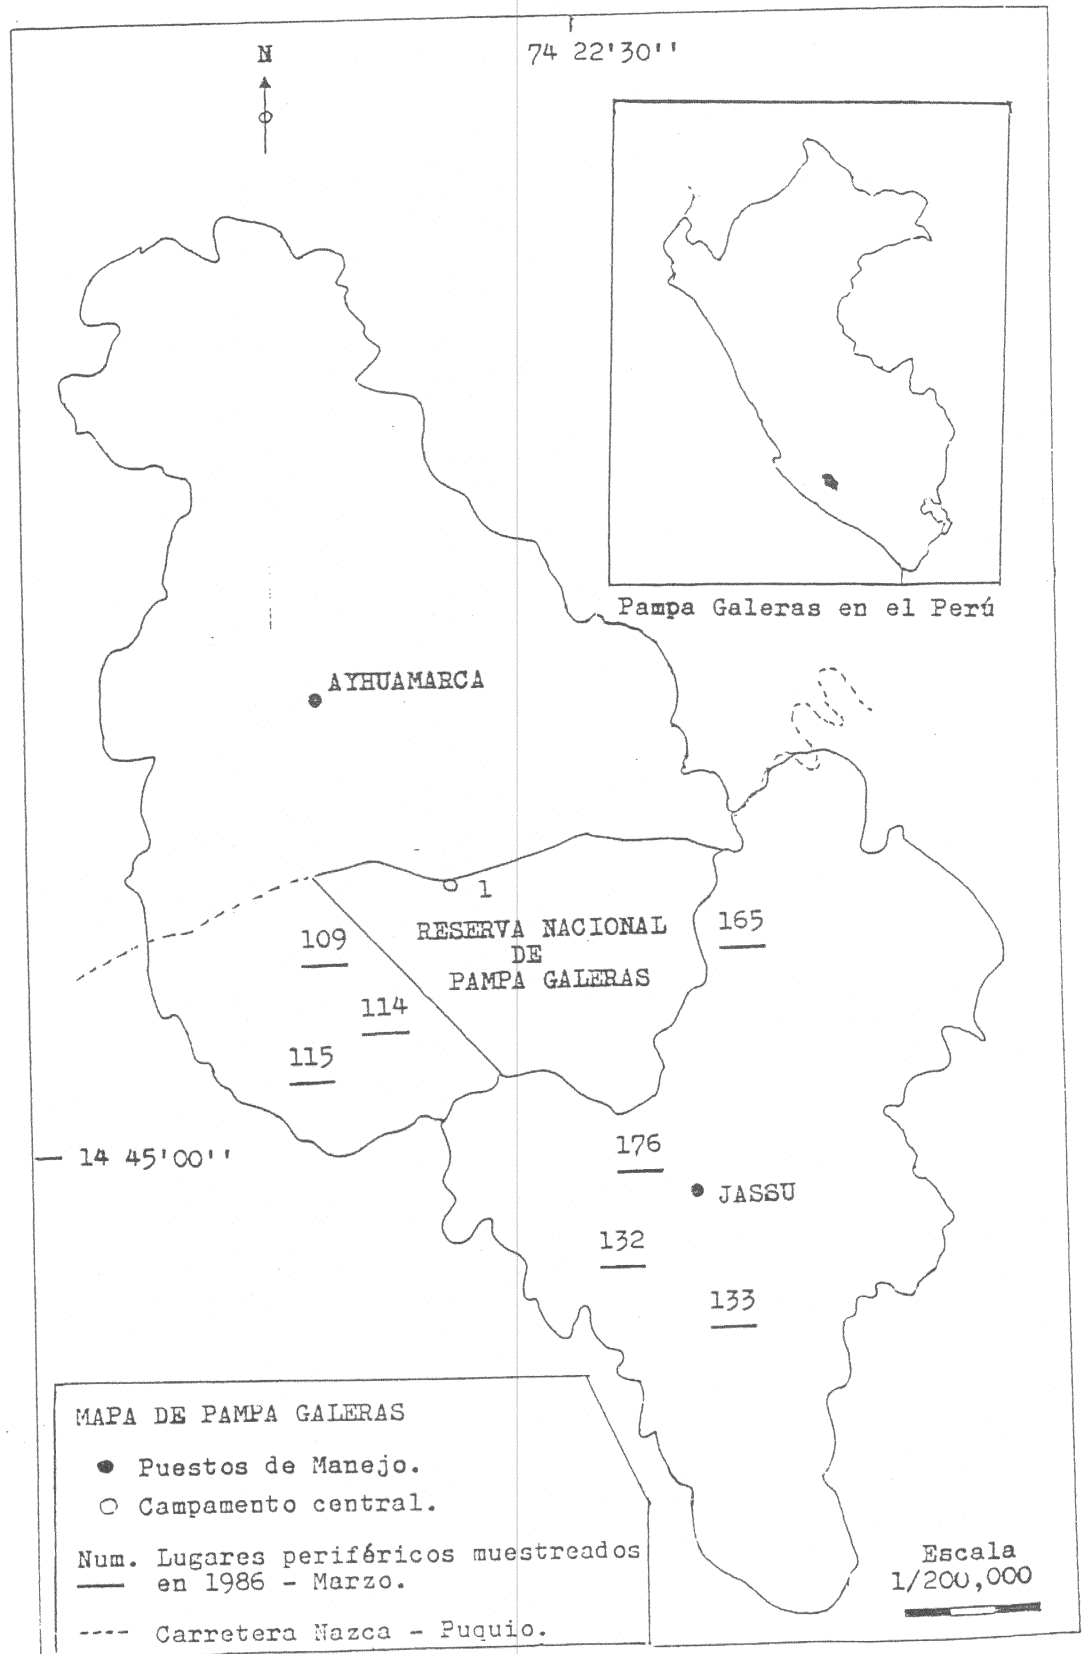 74 22'30''
N
Pampa Galeras en el Perú
AYHUAMARCA
1
RESERVA NACIONAL
DE
PAMPA GALERAS
165
109
114
115
14 45'00''
176
JASSU
132
133
MAPA DE PAMPA GALERAS
Puestos de Manejo.
Campamento central.
Num. Lugares periféricos muestreados
en 1986 - Marzo.
Carretera Nazca - Puquio.
Escala
1/200,000